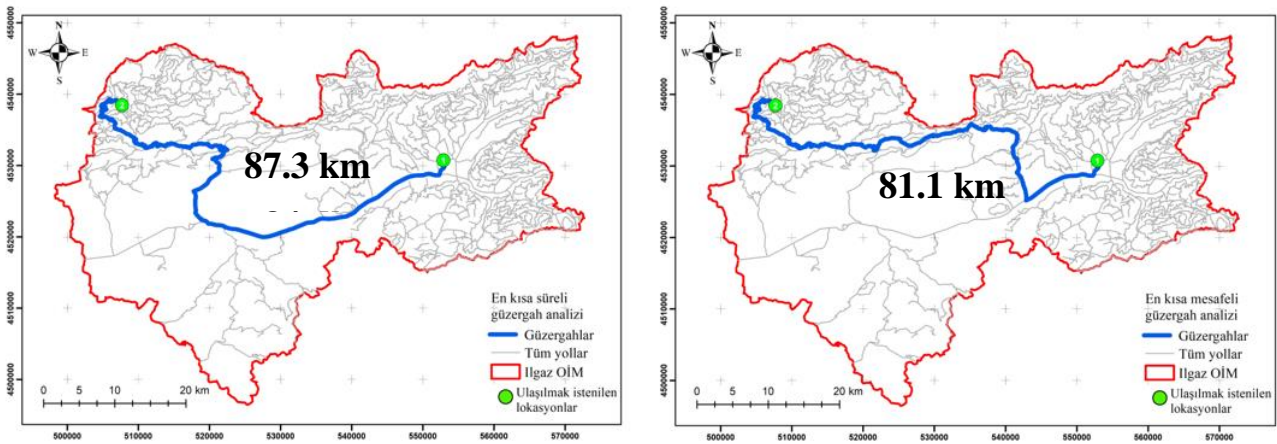 N
W E
S
87.3 km
En kısa süreli
güzergah analizi
Güzergahlar
Tüm yollar
Ilgaz OİM
Ulaşılmak istenilen
lokasyonlar
0 5 10 20 km
4550000
4540000
4530000
4520000
4510000
4500000
500000 510000 520000 530000 540000 550000 560000 570000
1
N
W E
S
81.1 km
En kısa mesafeli
güzergah analizi
Güzergahlar
Tüm yollar
Ilgaz OİM
Ulaşılmak istenilen
lokasyonlar
0 5 10 20 km
4550000
4540000
4530000
4520000
4510000
4500000
500000 510000 520000 530000 540000 550000 560000 570000
1